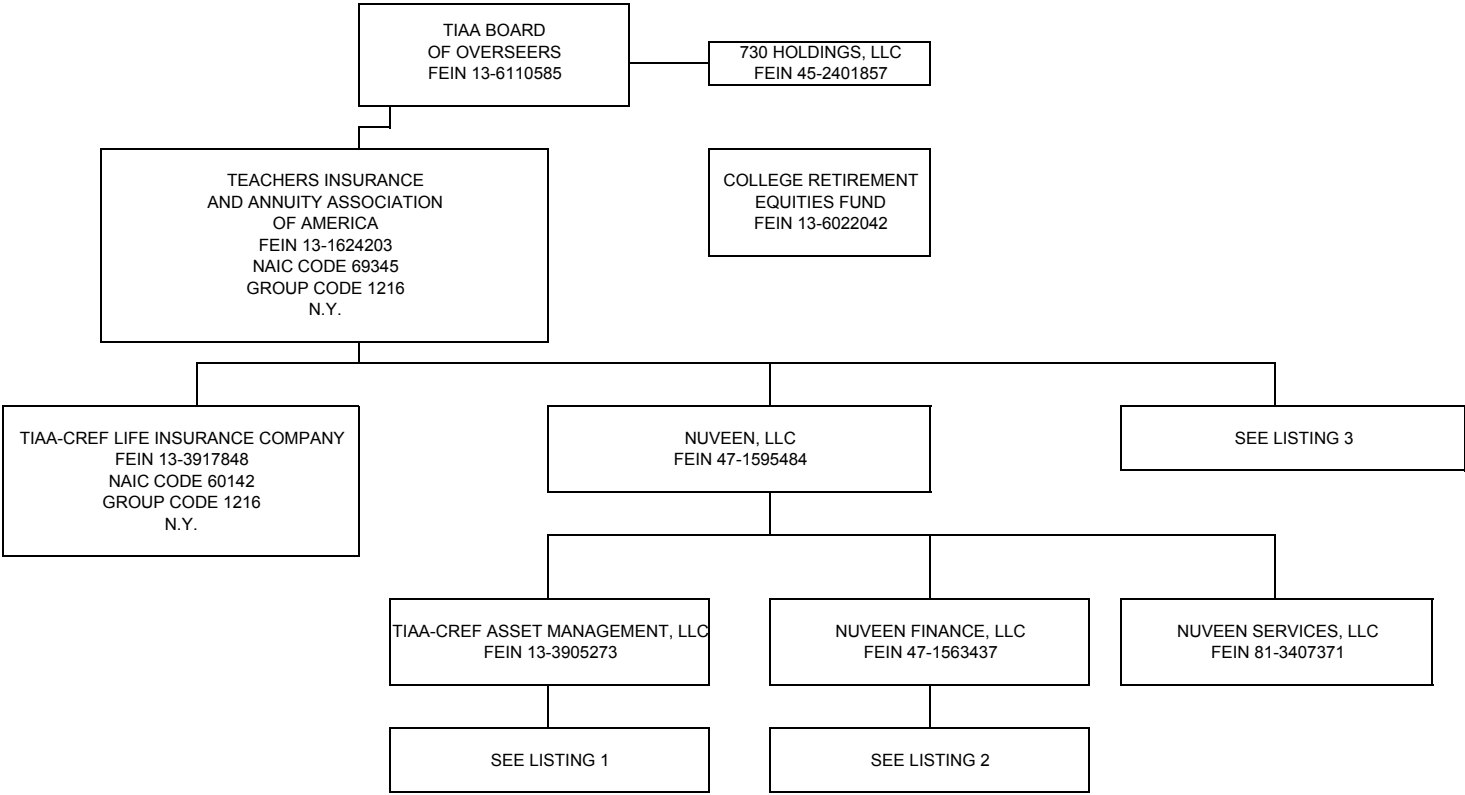 TIAA BOARD
OF OVERSEERS
FEIN 13-6110585
730 HOLDINGS, LLC
FEIN 45-2401857
TEACHERS INSURANCE
AND ANNUITY ASSOCIATION
OF AMERICA
FEIN 13-1624203
NAIC CODE 69345
GROUP CODE 1216
N.Y.
COLLEGE RETIREMENT
EQUITIES FUND
FEIN 13-6022042
TIAA-CREF LIFE INSURANCE COMPANY
FEIN 13-3917848
NAIC CODE 60142
GROUP CODE 1216
N.Y.
NUVEEN, LLC
FEIN 47-1595484
SEE LISTING 3
TIAA-CREF ASSET MANAGEMENT, LLC
FEIN 13-3905273
NUVEEN FINANCE, LLC
FEIN 47-1563437
NUVEEN SERVICES, LLC
FEIN 81-3407371
SEE LISTING 1
SEE LISTING 2